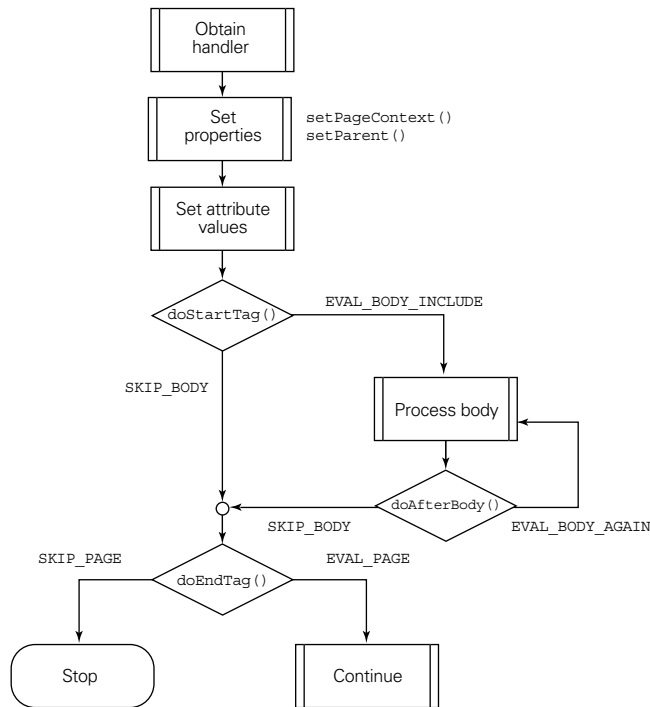 Obtain
handler
Set
properties
setPageContext()
setParent()
Set attribute
values
doStartTag()
EVAL_BODY_INCLUDE
SKIP_BODY
Process body
doAfterBody()
SKIP_BODY
EVAL_BODY_AGAIN
SKIP_PAGE
EVAL_PAGE
doEndTag()
Stop
Continue